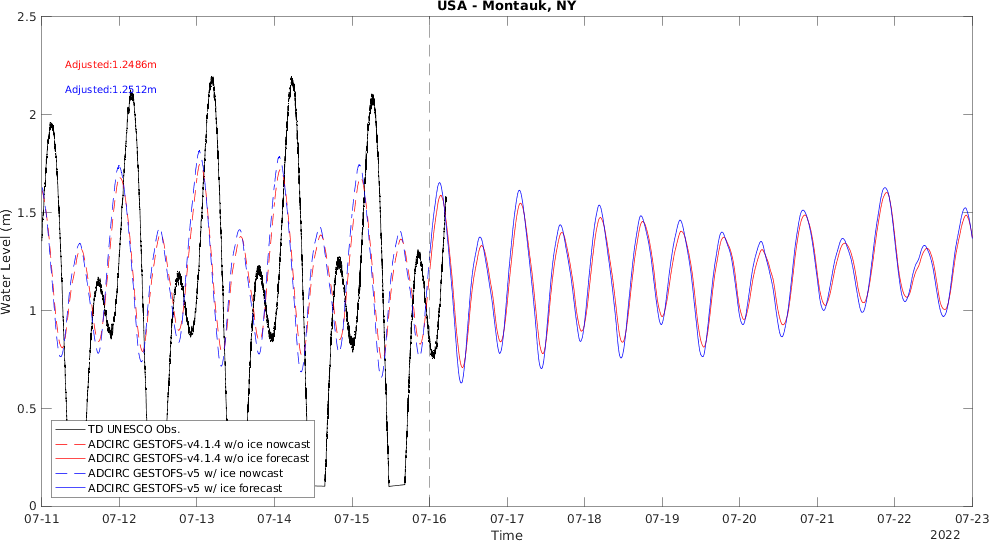 USA - Montauk, NY
2.5
Adjusted:1.2486m
Adjusted:1.2512m
2
1.5
Water Level (m)
1
0.5
TD UNESCO Obs.
ADCIRC GESTOFS-v4.1.4 w/o ice nowcast
ADCIRC GESTOFS-v4.1.4 w/o ice forecast
ADCIRC GESTOFS-v5 w/ ice nowcast
ADCIRC GESTOFS-v5 w/ ice forecast
0
07-11 07-12 07-13 07-14 07-15 07-16 07-17 07-18 07-19 07-20 07-21 07-22 07-23
Time
2022